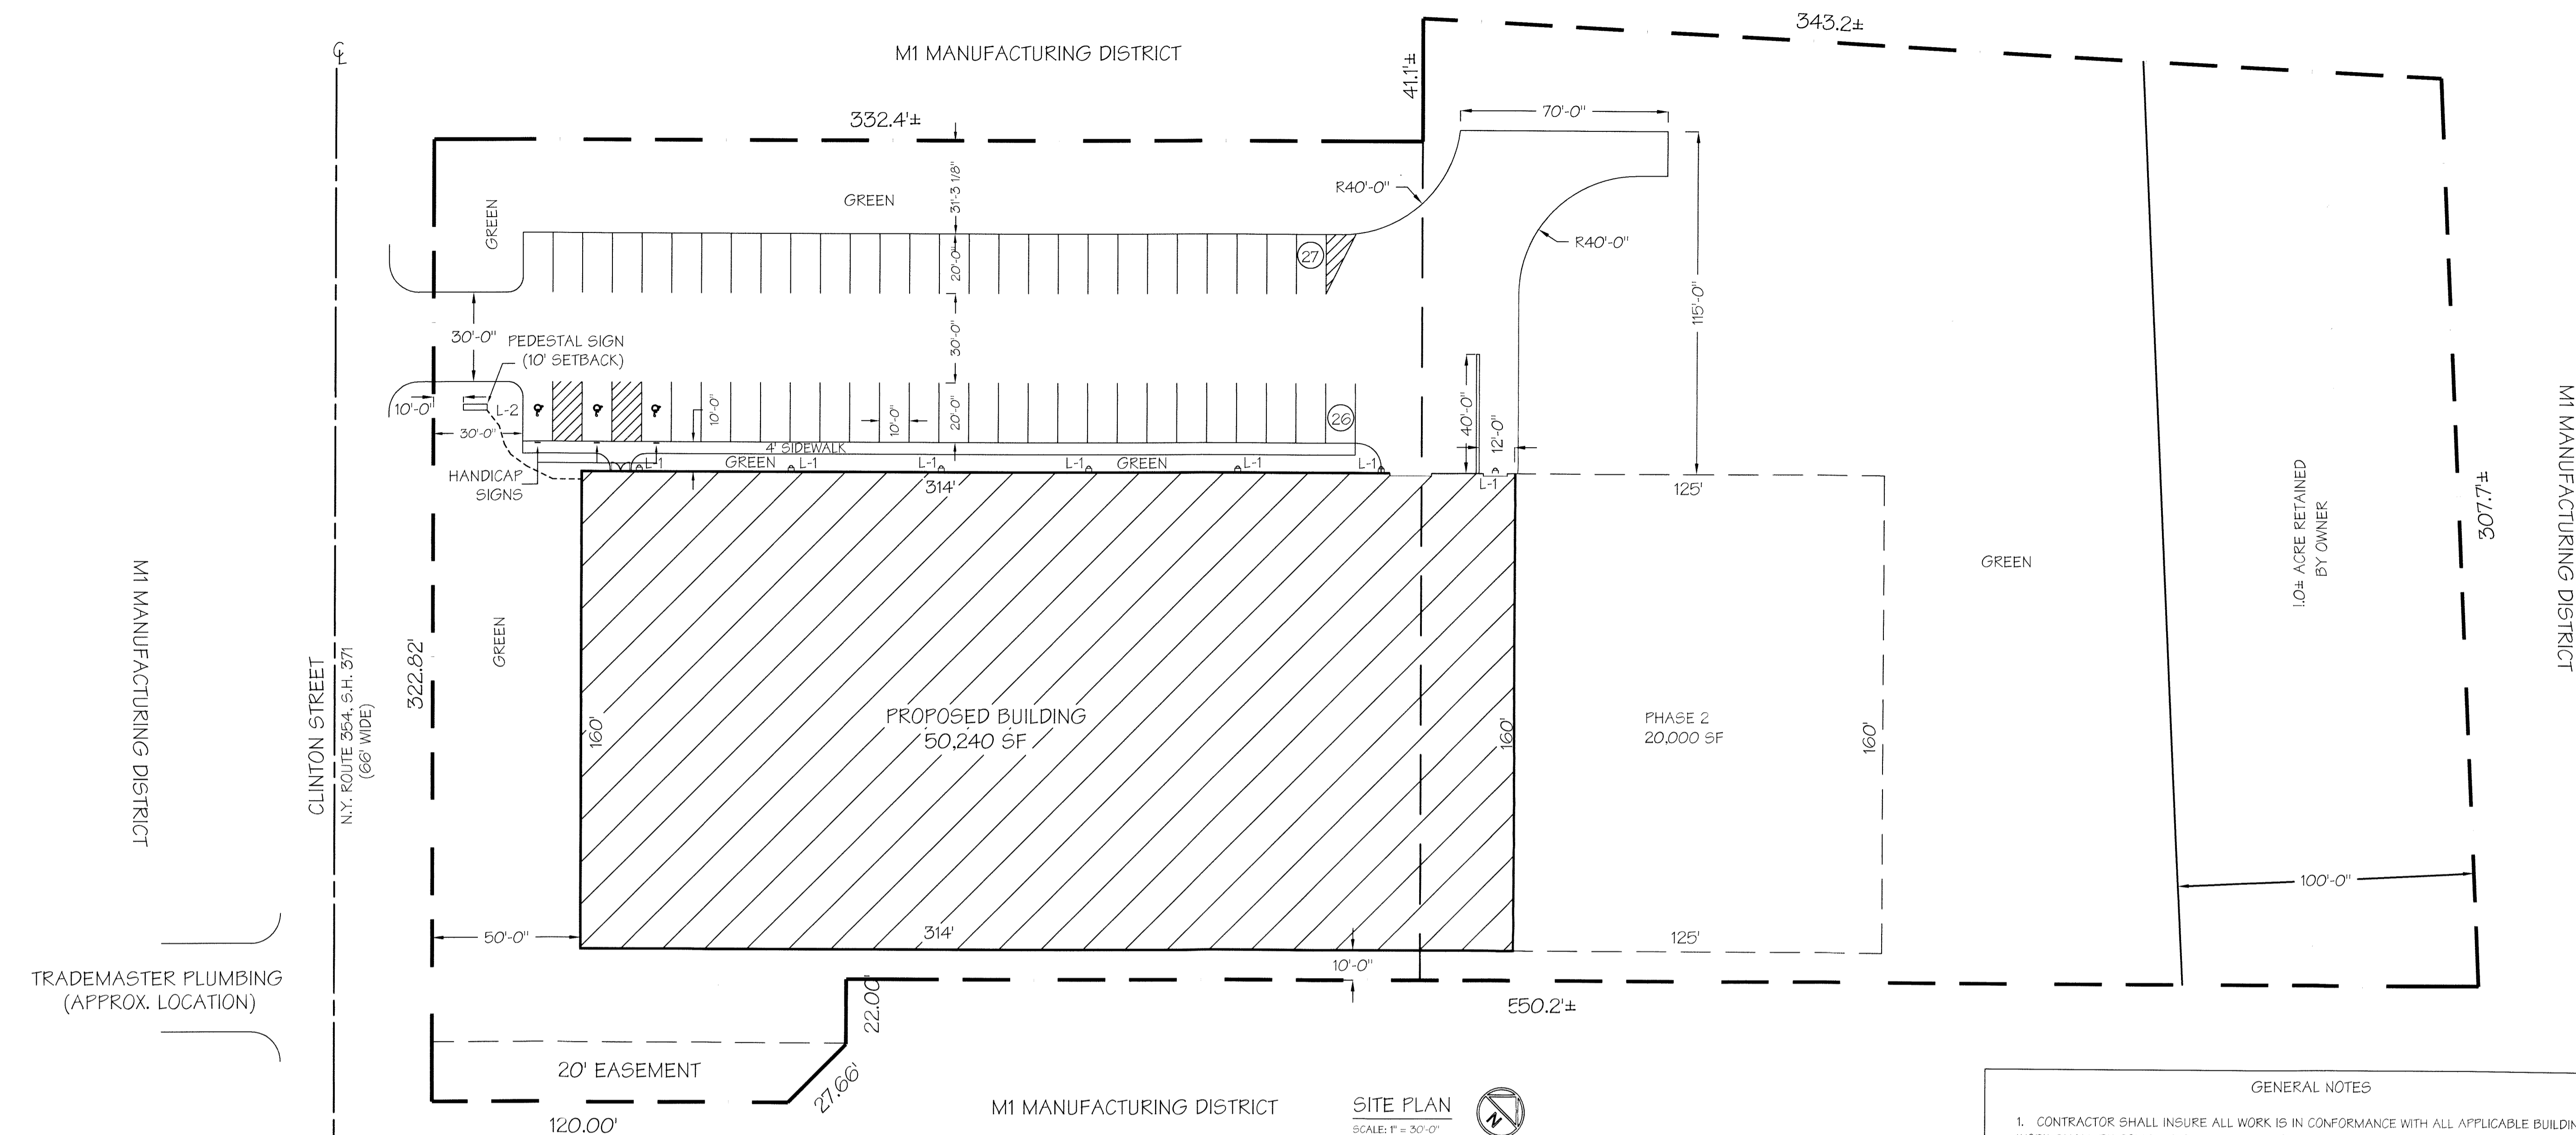 343.2±
℄
M1 MANUFACTURING DISTRICT
41.1'±
70'-0"
332.4'±
31'-3 1/8"
R40'-0"
GREEN
GREEN
R40'-0"
27
20'-0"
115'-0"
30'-0"
30'-0"
PEDESTAL SIGN
(10' SETBACK)
10'-0"
L-2
10'-0"
10'-0"
20'-0"
26
40'-0"
12'-0"
30'-0"
4' SIDEWALK
L-1
GREEN
L-1
L-1
L-1
GREEN
L-1
L-1
L-1
HANDICAP
SIGNS
314'
125'
M1 MANUFACTURING DISTRICT
307.7'±
1.0± ACRE RETAINED
BY OWNER
GREEN
M1 MANUFACTURING DISTRICT
CLINTON STREET
N.Y. ROUTE 354, S.H. 371
(66' WIDE)
322.82'
GREEN
160'
PROPOSED BUILDING
50,240 SF
160'
PHASE 2
20,000 SF
160'
100'-0"
50'-0"
314'
125'
10'-0"
TRADEMASTER PLUMBING
(APPROX. LOCATION)
22.00'
550.2'±
20' EASEMENT
27.66'
120.00'
M1 MANUFACTURING DISTRICT
SITE PLAN
SCALE: 1" = 30'-0"
N
GENERAL NOTES
1. CONTRACTOR SHALL INSURE ALL WORK IS IN CONFORMANCE WITH ALL APPLICABLE